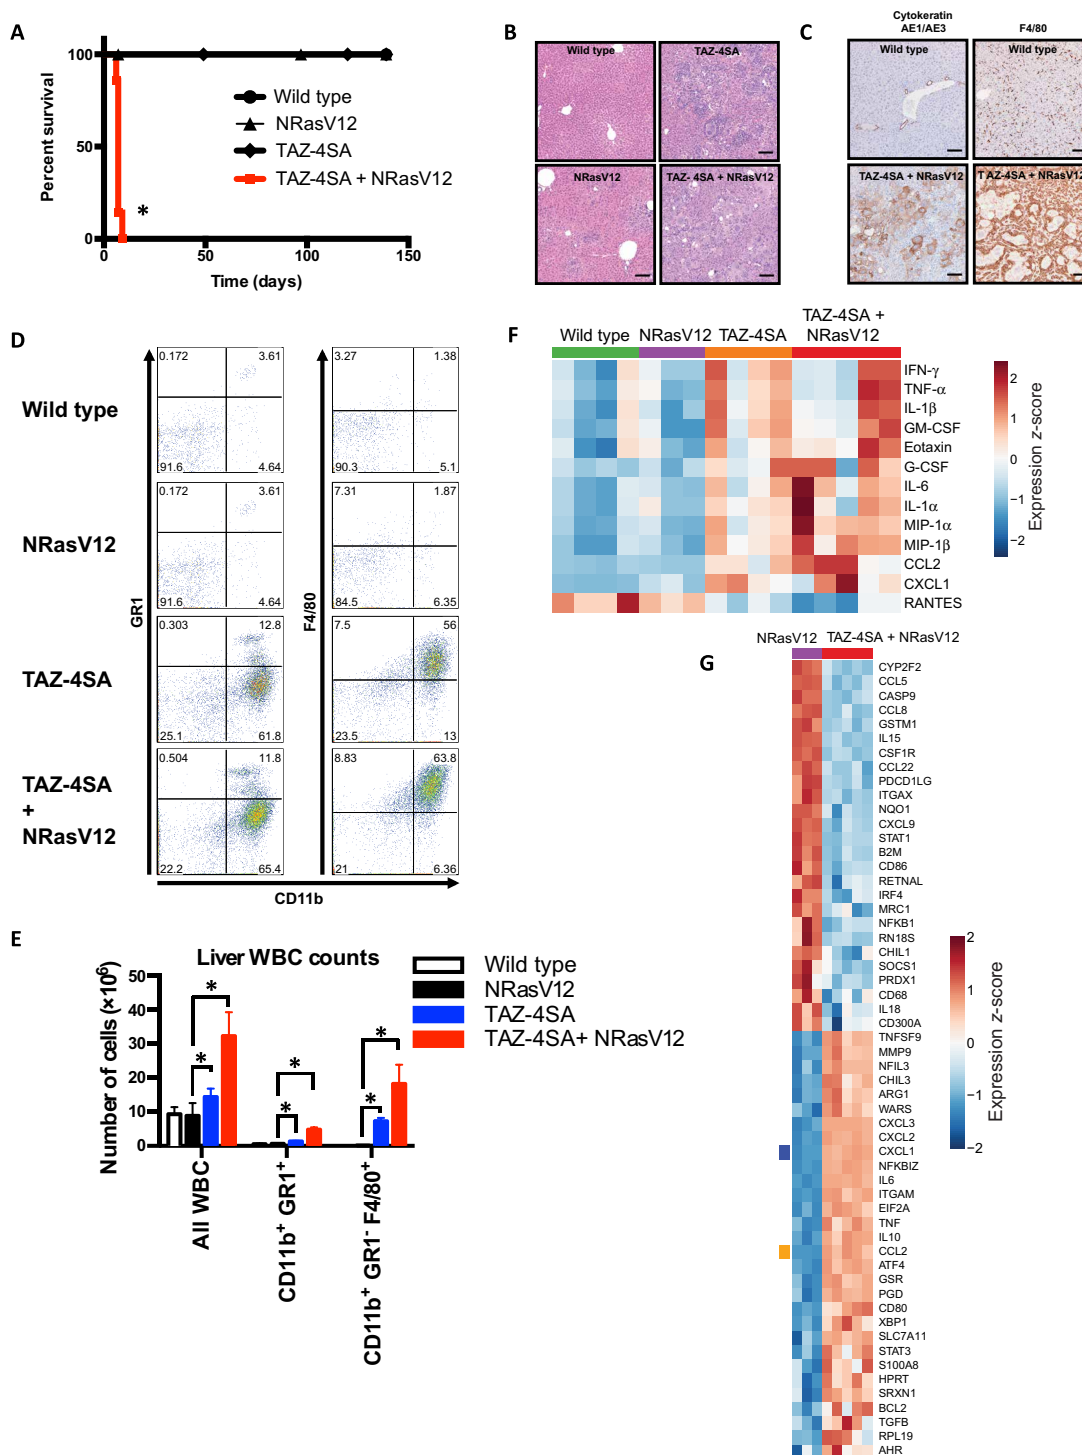 A
100
50
0
0
50
100
150
Percent survival
Time (days)
Wild type
NRasV12
TAZ-4SA
TAZ-4SA + NRasV12
*
B
Wild type
TAZ-4SA
NRasV12
TAZ- 4SA + NRasV12
C
Cytokeratin
AE1/AE3
F4/80
Wild type
Wild type
TAZ-4SA + NRasV12
T AZ-4SA + NRasV12
D
Wild type
NRasV12
TAZ-4SA
TAZ-4SA
+
NRasV12
GR1
F4/80
CD11b
0.172 3.61
91.6 4.64
3.27 1.38
90.3 5.1
0.172 3.61
91.6 4.64
7.31 1.87
84.5 6.35
0.303 12.8
25.1 61.8
7.5 56
23.5 13
0.504 11.8
22.2 65.4
8.83 63.8
21 6.36
E
Liver WBC counts
Number of cells (×10⁶)
50
40
30
20
10
0
* * * * * *
All WBC
CD11b⁺ GR1⁺
CD11b⁺ GR1⁻ F4/80⁺
Wild type
NRasV12
TAZ-4SA
TAZ-4SA+ NRasV12
F
Wild type
NRasV12
TAZ-4SA
TAZ-4SA +
NRasV12
IFN-γ
TNF-α
IL-1β
GM-CSF
Eotaxin
G-CSF
IL-6
IL-1α
MIP-1α
MIP-1β
CCL2
CXCL1
RANTES
2
1
0
−1
−2
Expression z-score
G
NRasV12
TAZ-4SA + NRasV12
CYP2F2
CCL5
CASP9
CCL8
GSTM1
IL15
CSF1R
CCL22
PDCD1LG
ITGAX
NQO1
CXCL9
STAT1
B2M
CD86
RETNAL
IRF4
MRC1
NFKB1
RN18S
CHIL1
SOCS1
PRDX1
CD68
IL18
CD300A
TNFSF9
MMP9
NFIL3
CHIL3
ARG1
WARS
CXCL3
CXCL2
CXCL1
NFKBIZ
IL6
ITGAM
EIF2A
TNF
IL10
CCL2
ATF4
GSR
PGD
CD80
XBP1
SLC7A11
STAT3
S100A8
HPRT
SRXN1
BCL2
TGFB
RPL19
AHR
2
1
0
−1
−2
Expression z-score